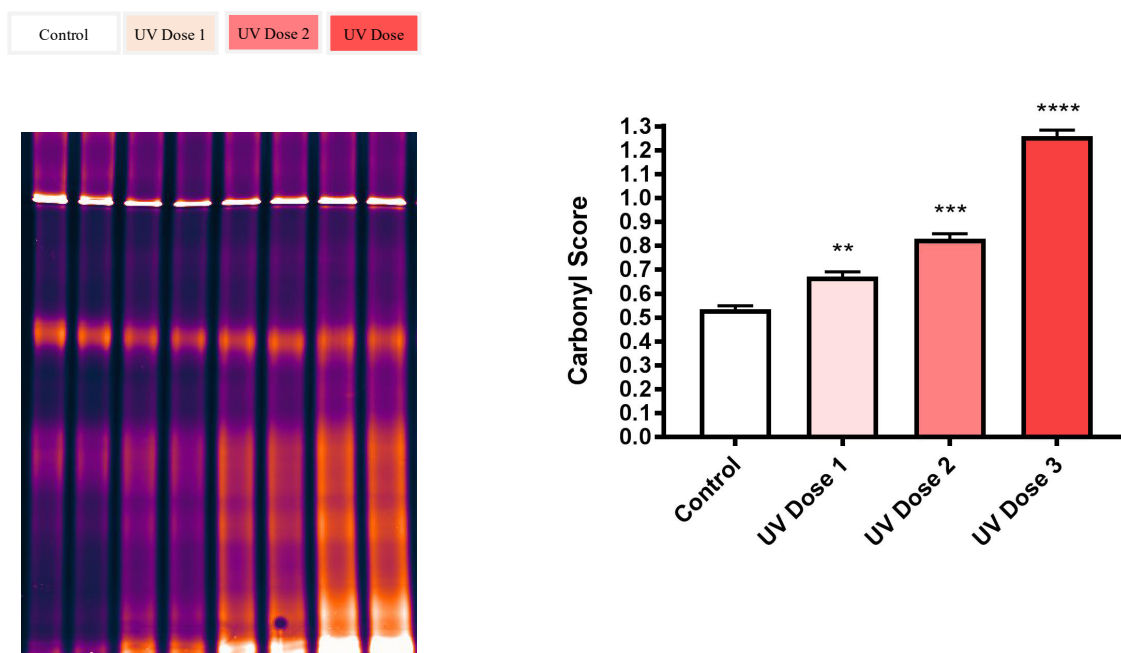 Control UV Dose 1 UV Dose 2 UV Dose
Carbonyl Score
1.3
1.2
1.1
1.0
0.9
0.8
0.7
0.6
0.5
0.4
0.3
0.2
0.1
0.0
**
***
****
Control
UV Dose 1
UV Dose 2
UV Dose 3